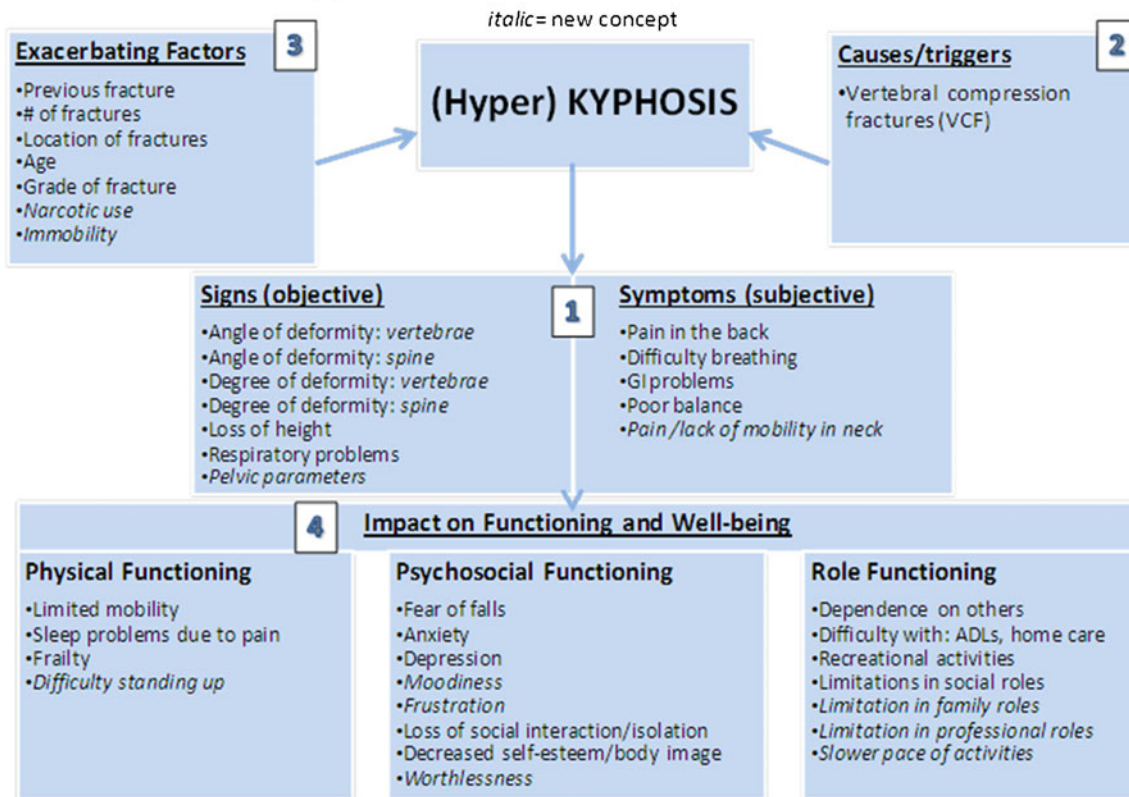 italic= new concept
Exacerbating Factors
3
•Previous fracture
•# of fractures
•Location of fractures
•Age
•Grade of fracture
•Narcotic use
•Immobility
(Hyper) KYPHOSIS
Causes/triggers
2
•Vertebral compression
fractures (VCF)
Signs (objective)
•Angle of deformity: vertebrae
•Angle of deformity: spine
•Degree of deformity: vertebrae
•Degree of deformity: spine
•Loss of height
•Respiratory problems
•Pelvic parameters
1
Symptoms (subjective)
•Pain in the back
•Difficulty breathing
•GI problems
•Poor balance
•Pain/lack of mobility in neck
4
Impact on Functioning and Well-being
Physical Functioning
•Limited mobility
•Sleep problems due to pain
•Frailty
•Difficulty standing up
Psychosocial Functioning
•Fear of falls
•Anxiety
•Depression
•Moodiness
•Frustration
•Loss of social interaction/isolation
•Decreased self-esteem/body image
•Worthlessness
Role Functioning
•Dependence on others
•Difficulty with: ADLs, home care
•Recreational activities
•Limitations in social roles
•Limitation in family roles
•Limitation in professional roles
•Slower pace of activities